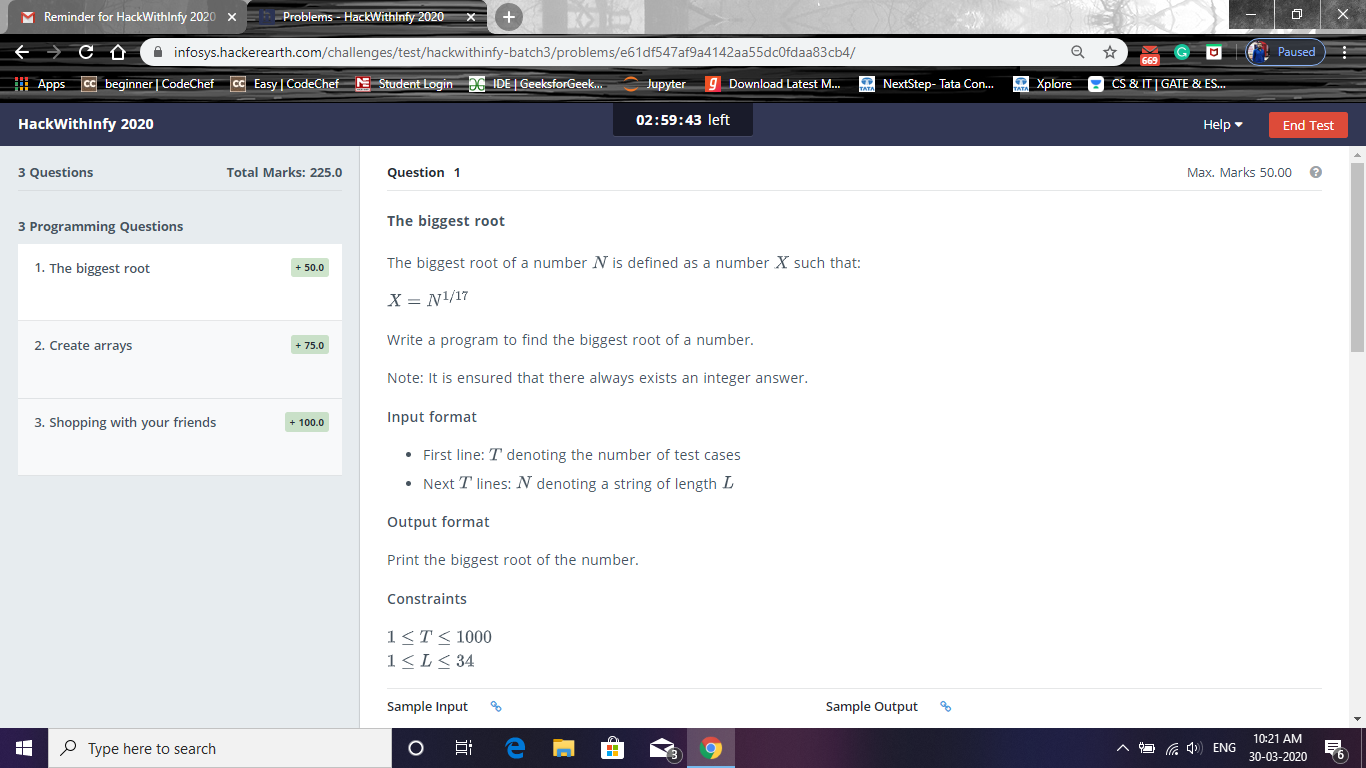 Reminder for HackWithInfy 2020
Problems - HackWithInfy 2020
infosys.hackerearth.com/challenges/test/hackwithinfy-batch3/problems/e61df547af9a4142aa55dc0fdaa83cb4/
669
Paused
Apps
CC beginner | CodeChef
CC Easy | CodeChef
NE Student Login
IDE | GeeksforGeek...
Jupyter
g Download Latest M...
TATA NextStep- Tata Con...
TATA Xplore
CS & IT | GATE & ES...
HackWithInfy 2020
02:59:43 left
Help
End Test
3 Questions
Total Marks: 225.0
3 Programming Questions
1. The biggest root
+ 50.0
2. Create arrays
+ 75.0
3. Shopping with your friends
+ 100.0
Question 1
Max. Marks 50.00
The biggest root
The biggest root of a number N is defined as a number X such that:
X = N^{1/17}
Write a program to find the biggest root of a number.
Note: It is ensured that there always exists an integer answer.
Input format
• First line: T denoting the number of test cases
• Next T lines: N denoting a string of length L
Output format
Print the biggest root of the number.
Constraints
1 ≤ T ≤ 1000
1 ≤ L ≤ 34
Sample Input
Sample Output
Type here to search
3
ENG
10:21 AM
30-03-2020
6